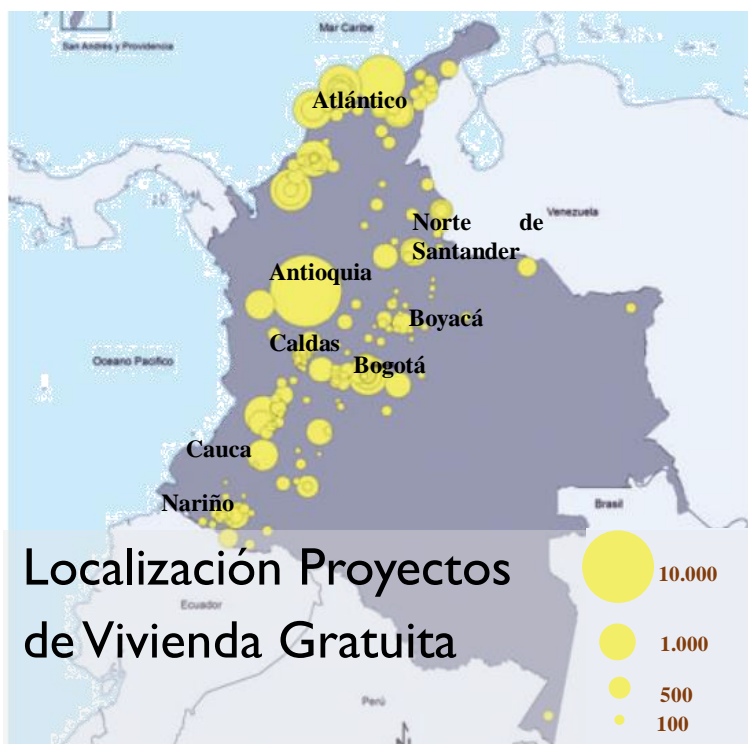 Mar Caribe
San Andrés y Providencia
Atlántico
Venezuela
Norte de
Santander
Antioquia
Boyacá
Caldas
Oceano Pacifico
Bogotá
Cauca
Nariño
Brasil
Localización Proyectos
de Vivienda Gratuita
Ecuador
Perú
10.000
1.000
500
100